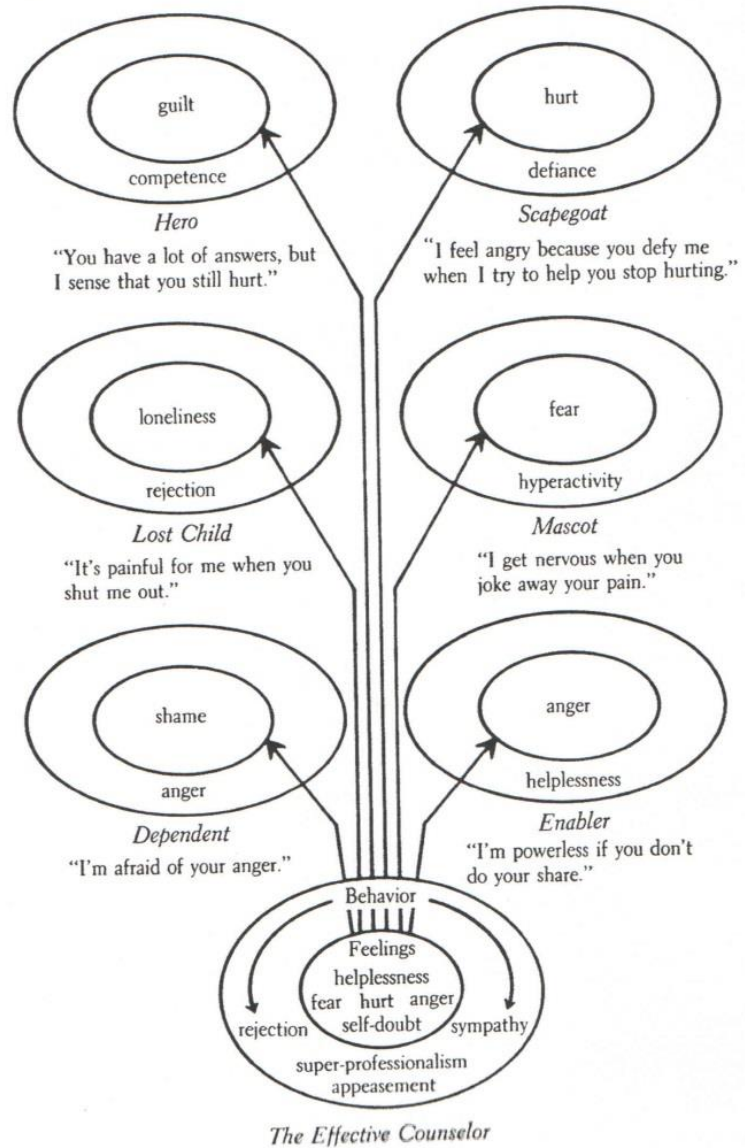 guilt
competence
Hero
"You have a lot of answers, but
I sense that you still hurt."
hurt
defiance
Scapegoat
"I feel angry because you defy me
when I try to help you stop hurting."
loneliness
rejection
Lost Child
"It's painful for me when you
shut me out."
fear
hyperactivity
Mascot
"I get nervous when you
joke away your pain."
shame
anger
Dependent
"I'm afraid of your anger."
anger
helplessness
Enabler
"I'm powerless if you don't
do your share."
Behavior
Feelings
helplessness
fear hurt anger
rejection self-doubt sympathy
super-professionalism
appeasement
The Effective Counselor